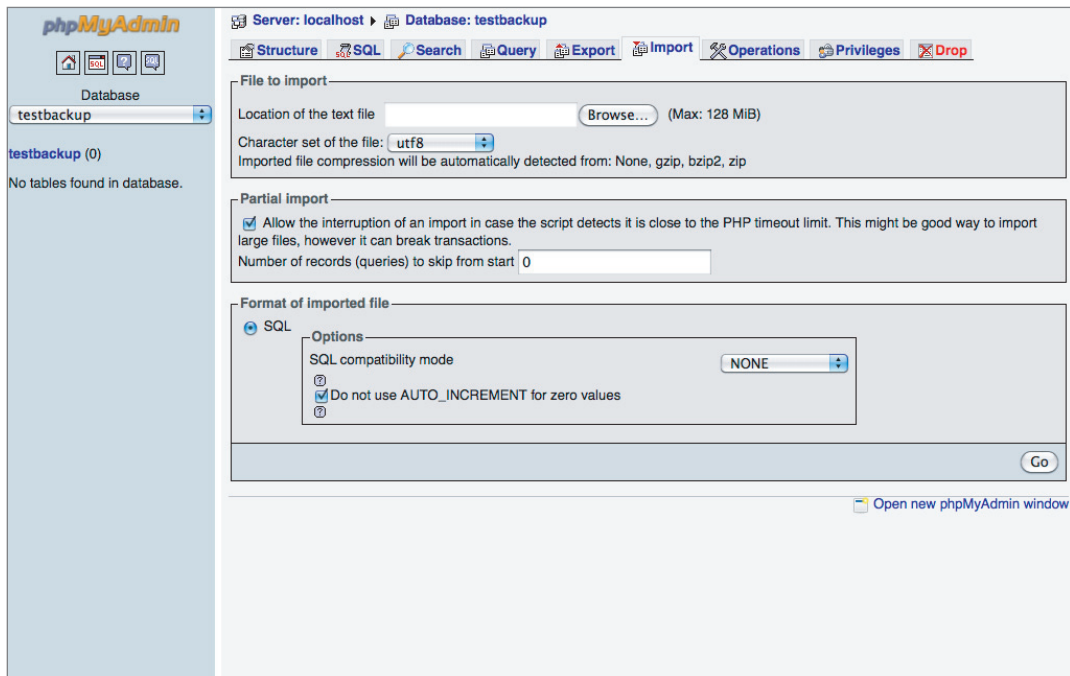 phpMyAdmin
SQL
Database
testbackup
testbackup (0)
No tables found in database.
Server: localhost ▸ Database: testbackup
Structure SQL Search Query Export Import Operations Privileges Drop
File to import
Location of the text file Browse... (Max: 128 MiB)
Character set of the file: utf8
Imported file compression will be automatically detected from: None, gzip, bzip2, zip
Partial import
Allow the interruption of an import in case the script detects it is close to the PHP timeout limit. This might be good way to import
large files, however it can break transactions.
Number of records (queries) to skip from start 0
Format of imported file
SQL
Options
SQL compatibility mode NONE
?
Do not use AUTO_INCREMENT for zero values
?
Go
Open new phpMyAdmin window